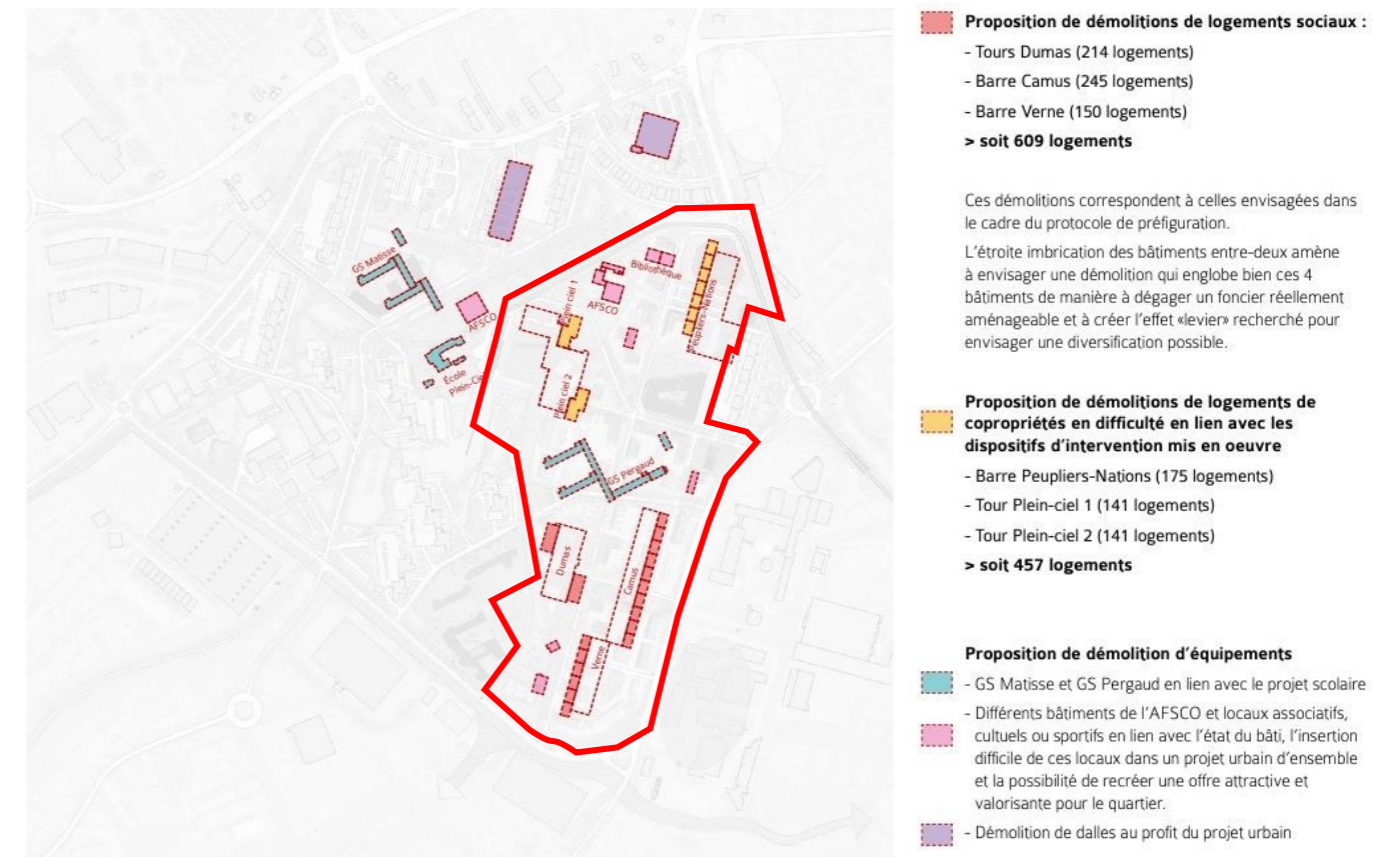 GS Matisse
AFSCO
École
Plein-Ciel
Plein ciel 1
Plein ciel 2
AFSCO
Bibliothèque
Peupliers-Nations
GS Pergaud
Dumas
Camus
Verne
Proposition de démolitions de logements sociaux :
- Tours Dumas (214 logements)
- Barre Camus (245 logements)
- Barre Verne (150 logements)
> soit 609 logements
Ces démolitions correspondent à celles envisagées dans
le cadre du protocole de préfiguration.
L'étroite imbrication des bâtiments entre-deux amène
à envisager une démolition qui englobe bien ces 4
bâtiments de manière à dégager un foncier réellement
aménageable et à créer l'effet «levier» recherché pour
envisager une diversification possible.
Proposition de démolitions de logements de
copropriétés en difficulté en lien avec les
dispositifs d'intervention mis en oeuvre
- Barre Peupliers-Nations (175 logements)
- Tour Plein-ciel 1 (141 logements)
- Tour Plein-ciel 2 (141 logements)
> soit 457 logements
Proposition de démolition d'équipements
- GS Matisse et GS Pergaud en lien avec le projet scolaire
- Différents bâtiments de l'AFSCO et locaux associatifs,
cultuels ou sportifs en lien avec l'état du bâti, l'insertion
difficile de ces locaux dans un projet urbain d'ensemble
et la possibilité de recréer une offre attractive et
valorisante pour le quartier.
- Démolition de dalles au profit du projet urbain